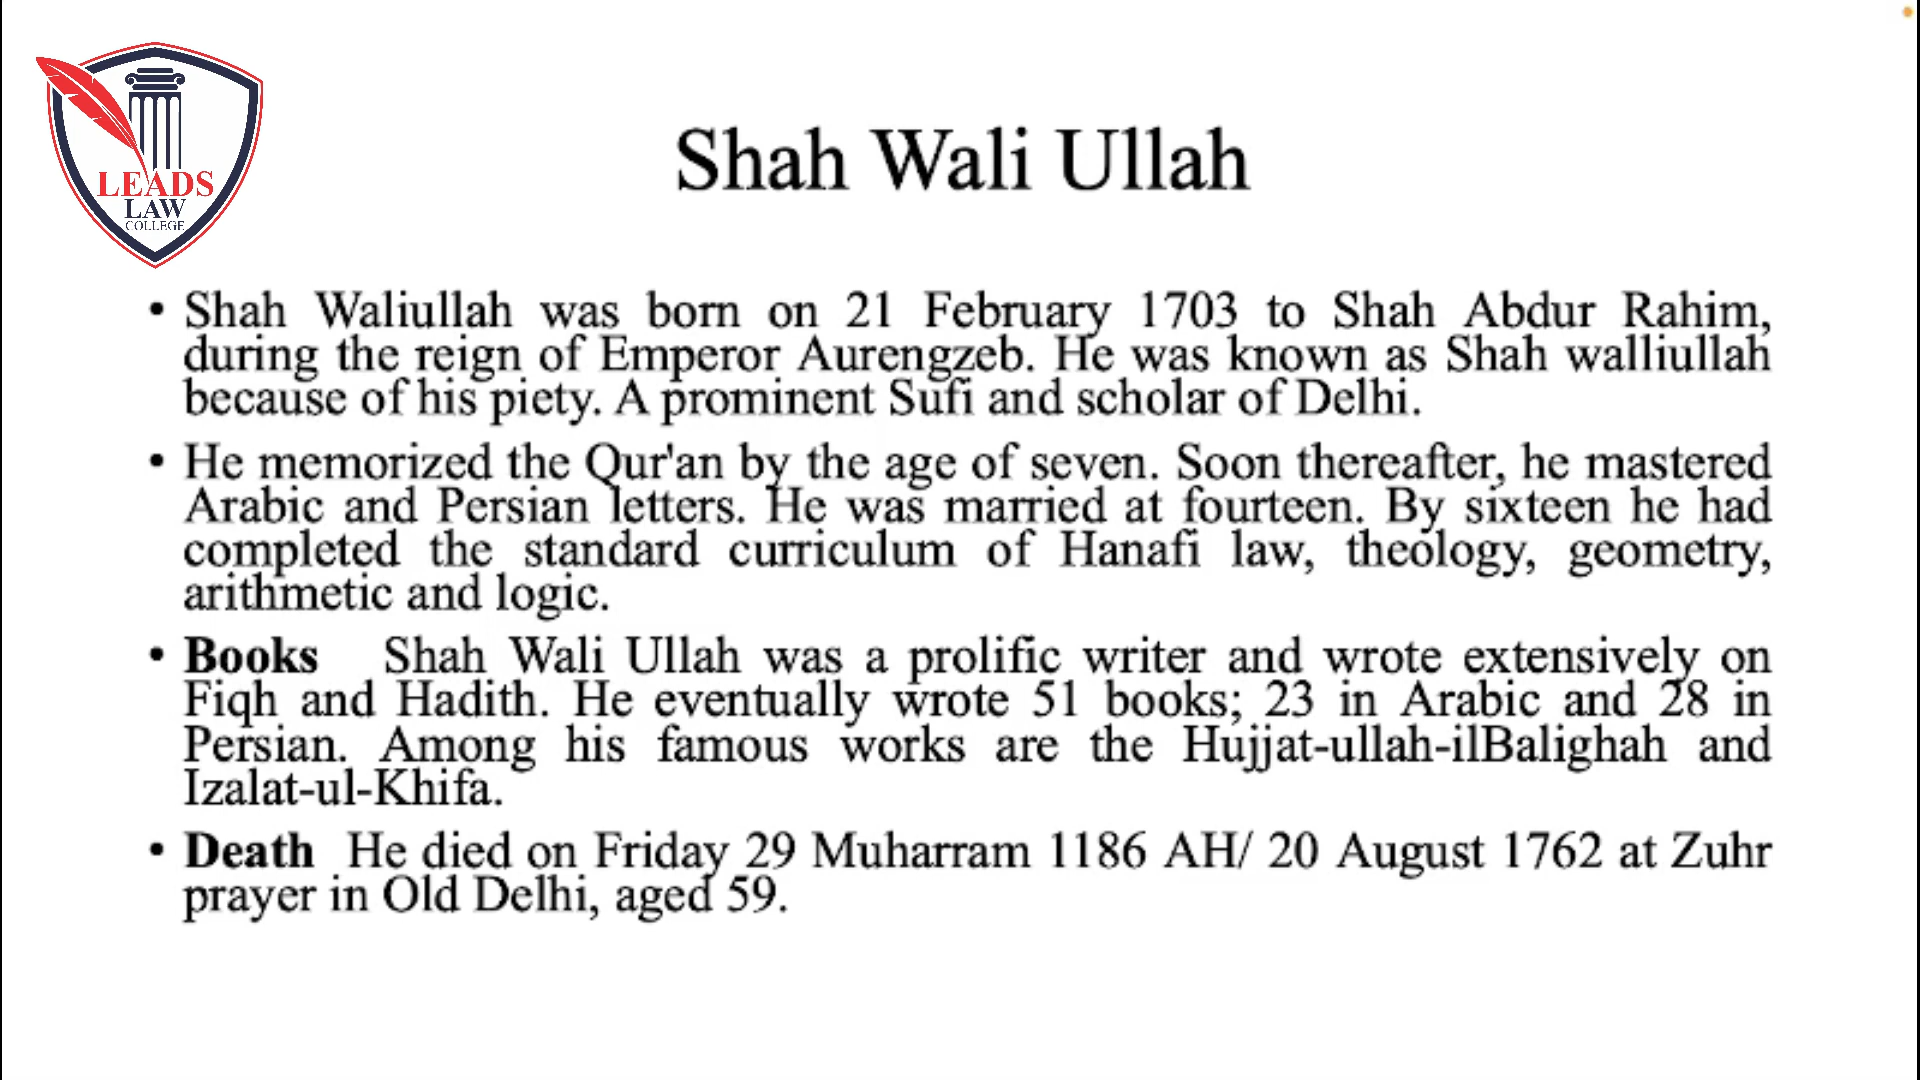 LEADS
LAW
COLLEGE
Shah Wali Ullah
• Shah Waliullah was born on 21 February 1703 to Shah Abdur Rahim,
during the reign of Emperor Aurengzeb. He was known as Shah walliullah
because of his piety. A prominent Sufi and scholar of Delhi.
• He memorized the Qur'an by the age of seven. Soon thereafter, he mastered
Arabic and Persian letters. He was married at fourteen. By sixteen he had
completed the standard curriculum of Hanafi law, theology, geometry,
arithmetic and logic.
• Books Shah Wali Ullah was a prolific writer and wrote extensively on
Fiqh and Hadith. He eventually wrote 51 books; 23 in Arabic and 28 in
Persian. Among his famous works are the Hujjat-ullah-ilBalighah and
Izalat-ul-Khifa.
• Death He died on Friday 29 Muharram 1186 AH/ 20 August 1762 at Zuhr
prayer in Old Delhi, aged 59.